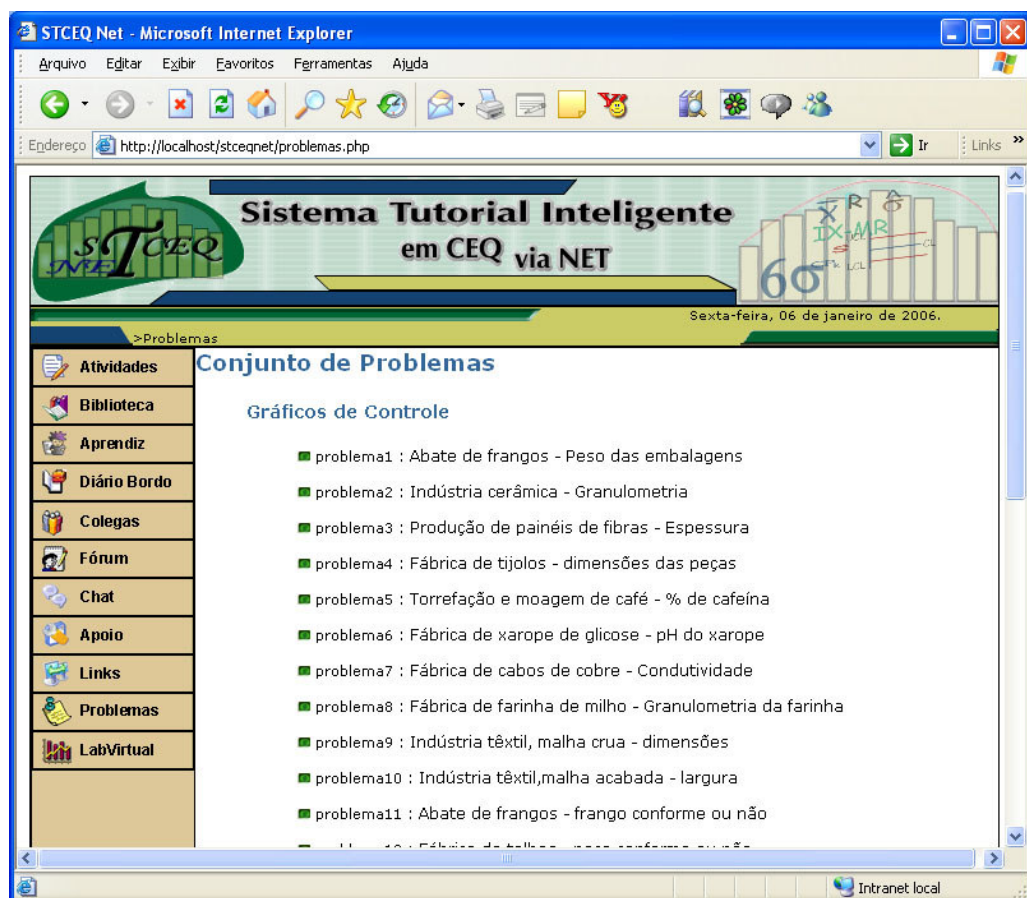 STCEQ Net - Microsoft Internet Explorer
Arquivo Editar Exibir Favoritos Ferramentas Ajuda
Endereço http://localhost/stceqnet/problemas.php Ir Links »
STCEQ
NET
Sistema Tutorial Inteligente
em CEQ via NET
X R σ
IX-MR
CL
LCL
6σ
Sexta-feira, 06 de janeiro de 2006.
>Problemas
Atividades
Biblioteca
Aprendiz
Diário Bordo
Colegas
Fórum
Chat
Apoio
Links
Problemas
LabVirtual
Conjunto de Problemas
Gráficos de Controle
problema1 : Abate de frangos - Peso das embalagens
problema2 : Indústria cerâmica - Granulometria
problema3 : Produção de painéis de fibras - Espessura
problema4 : Fábrica de tijolos - dimensões das peças
problema5 : Torrefação e moagem de café - % de cafeína
problema6 : Fábrica de xarope de glicose - pH do xarope
problema7 : Fábrica de cabos de cobre - Condutividade
problema8 : Fábrica de farinha de milho - Granulometria da farinha
problema9 : Indústria têxtil, malha crua - dimensões
problema10 : Indústria têxtil,malha acabada - largura
problema11 : Abate de frangos - frango conforme ou não
Intranet local